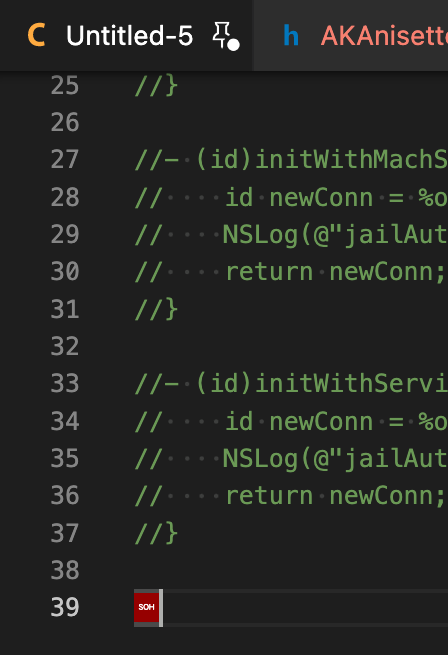 C Untitled-5 h AKAnisette
25 //}
26
27 //- (id)initWithMachS
28 // id newConn = %o
29 // NSLog(@"jailAut
30 // return newConn;
31 //}
32
33 //- (id)initWithServi
34 // id newConn = %o
35 // NSLog(@"jailAut
36 // return newConn;
37 //}
38
39 SOH